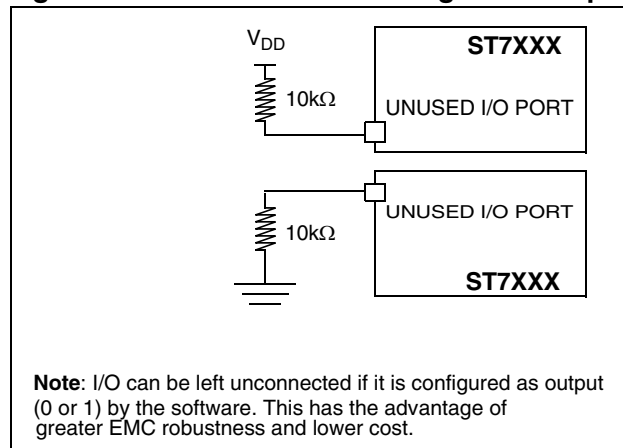 V_DD
ST7XXX
10kΩ
UNUSED I/O PORT
UNUSED I/O PORT
10kΩ
ST7XXX
Note: I/O can be left unconnected if it is configured as output
(0 or 1) by the software. This has the advantage of
greater EMC robustness and lower cost.